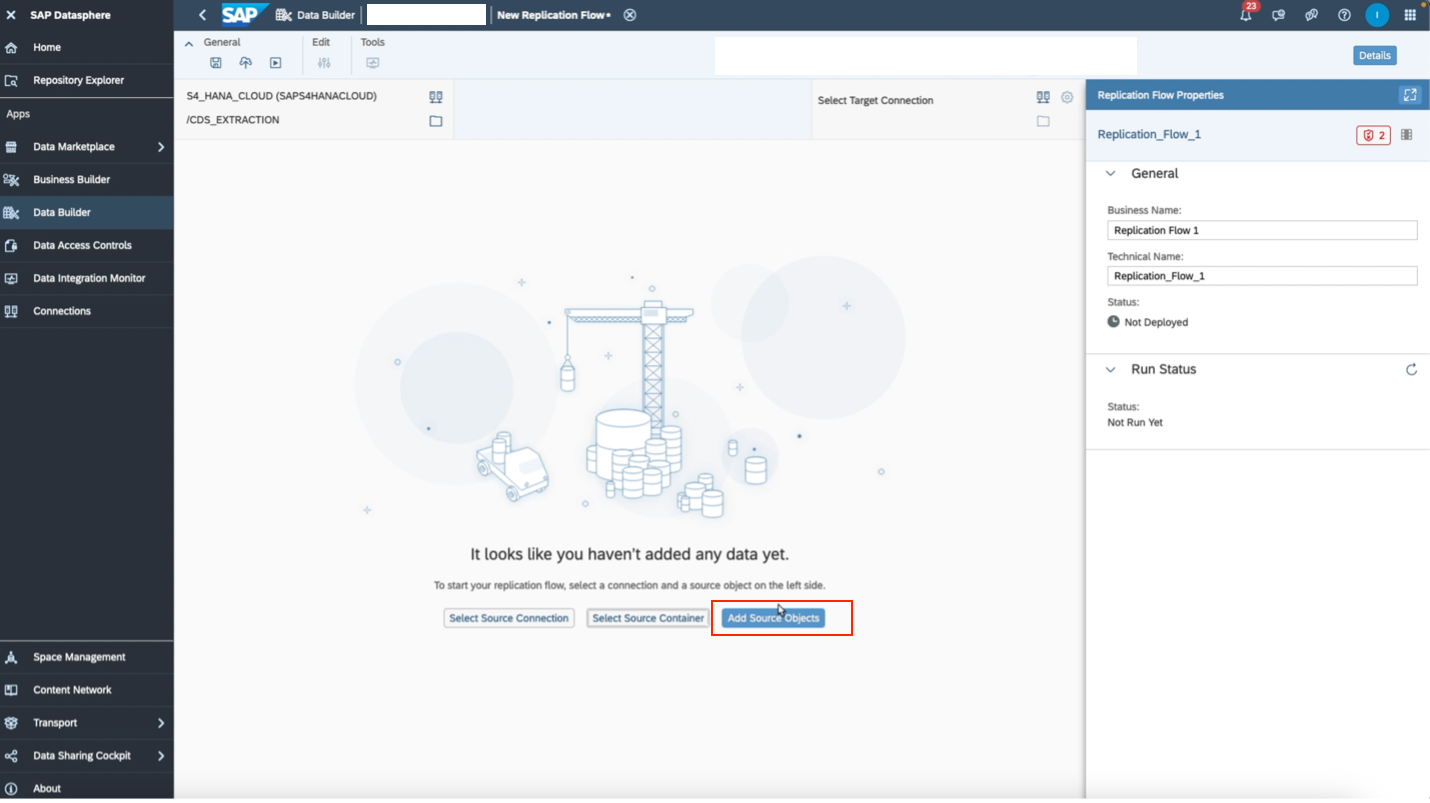 SAP Datasphere
Home
Repository Explorer
Apps
Data Marketplace
Business Builder
Data Builder
Data Access Controls
Data Integration Monitor
Connections
Space Management
Content Network
Transport
Data Sharing Cockpit
About
SAP Data Builder New Replication Flow* 23 I
General Edit Tools
Details
S4_HANA_CLOUD (SAPS4HANACLOUD)
/CDS_EXTRACTION
Select Target Connection
It looks like you haven't added any data yet.
To start your replication flow, select a connection and a source object on the left side.
Select Source Connection Select Source Container Add Source Objects
Replication Flow Properties
Replication_Flow_1 2
General
Business Name:
Replication Flow 1
Technical Name:
Replication_Flow_1
Status:
Not Deployed
Run Status
Status:
Not Run Yet